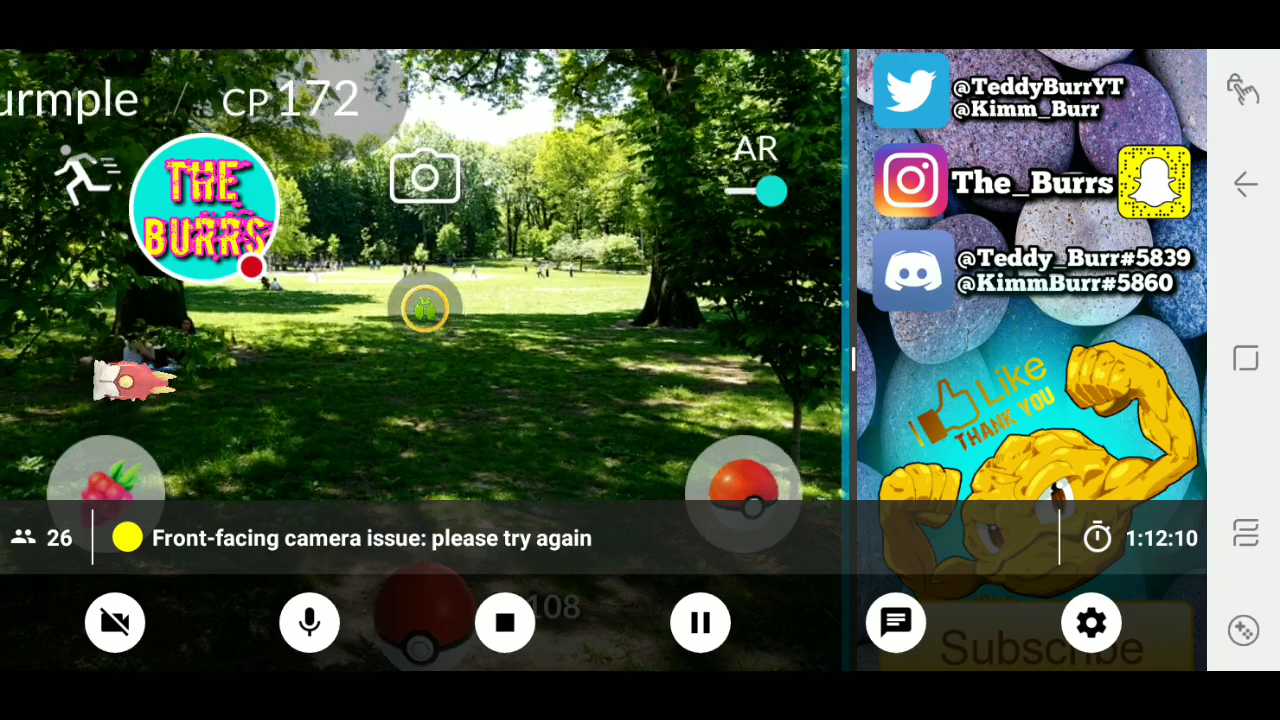 urmple / CP 172
AR
THE
BURRS
@TeddyBurrYT
@Kimm_Burr
The_Burrs
@Teddy_Burr#5839
@KimmBurr#5860
Like
THANK YOU
26
Front-facing camera issue: please try again
1:12:10
108
Subscribe